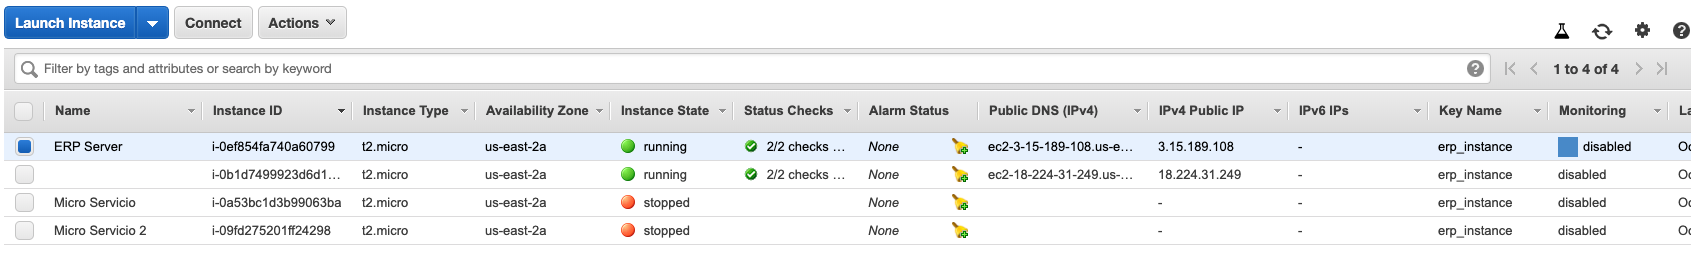 Launch Instance Connect Actions
Filter by tags and attributes or search by keyword 1 to 4 of 4
Name Instance ID Instance Type Availability Zone Instance State Status Checks Alarm Status Public DNS (IPv4) IPv4 Public IP IPv6 IPs Key Name Monitoring La
ERP Server i-0ef854fa740a60799 t2.micro us-east-2a running 2/2 checks ... None ec2-3-15-189-108.us-e... 3.15.189.108 - erp_instance disabled Oc
i-0b1d7499923d6d1... t2.micro us-east-2a running 2/2 checks ... None ec2-18-224-31-249.us-... 18.224.31.249 - erp_instance disabled Oc
Micro Servicio i-0a53bc1d3b99063ba t2.micro us-east-2a stopped None - - erp_instance disabled Oc
Micro Servicio 2 i-09fd275201ff24298 t2.micro us-east-2a stopped None - - erp_instance disabled Oc